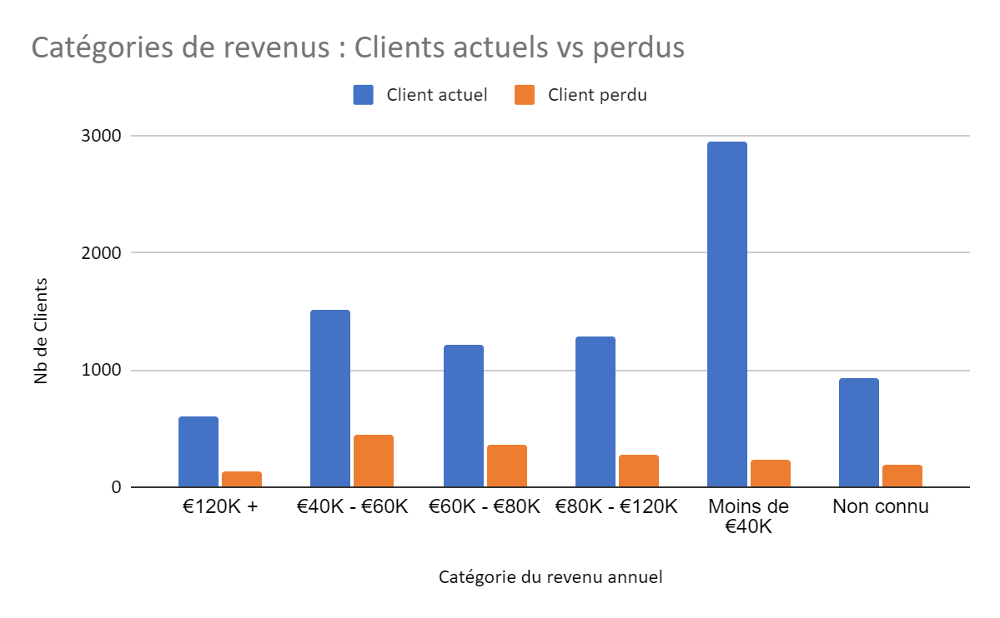 Catégories de revenus : Clients actuels vs perdus
Client actuel
Client perdu
3000
2000
1000
0
Nb de Clients
€120K +
€40K - €60K
€60K - €80K
€80K - €120K
Moins de
€40K
Non connu
Catégorie du revenu annuel